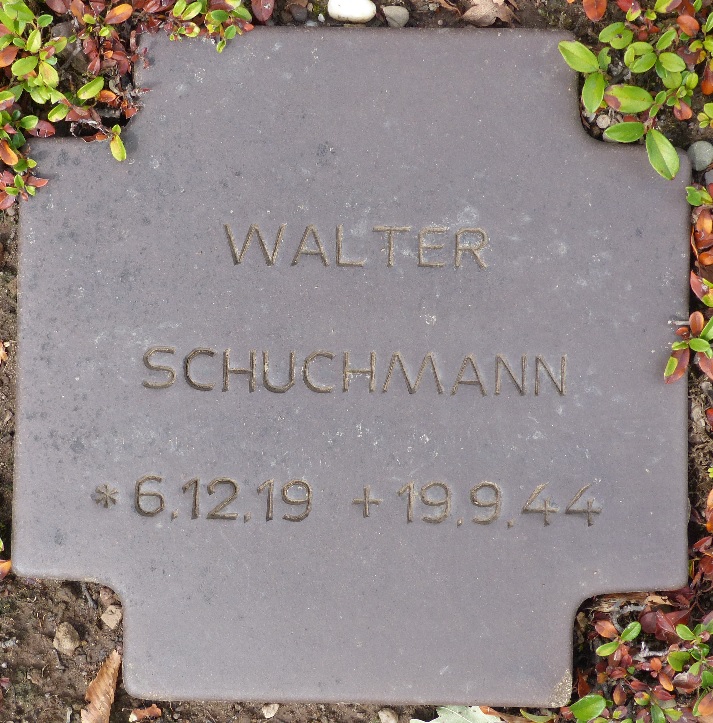 WALTER
SCHUCHMANN
* 6.12.19 + 19.9.44